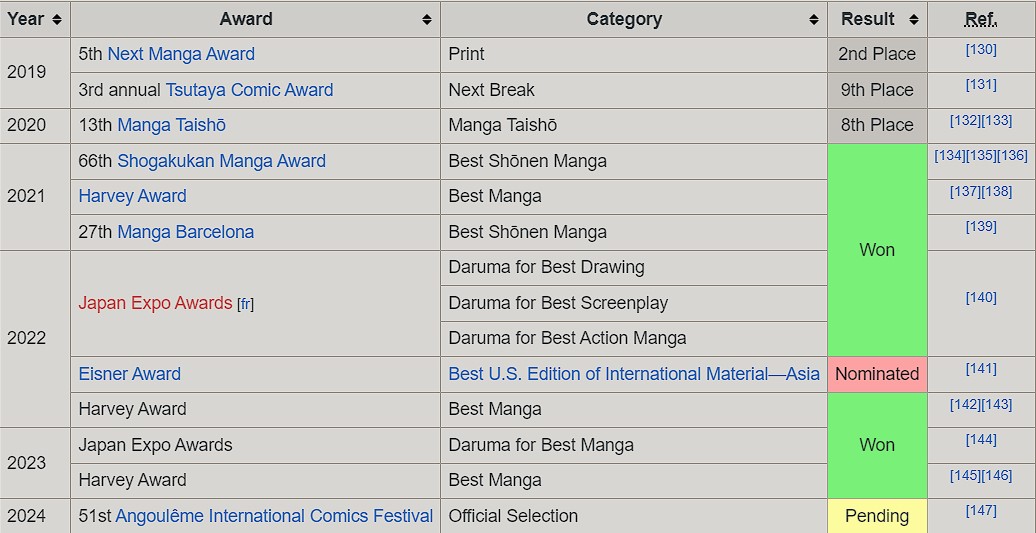 Year Award Category Result Ref.
2019 5th Next Manga Award Print 2nd Place [130]
3rd annual Tsutaya Comic Award Next Break 9th Place [131]
2020 13th Manga Taishō Manga Taishō 8th Place [132][133]
2021 66th Shogakukan Manga Award Best Shōnen Manga Won [134][135][136]
Harvey Award Best Manga [137][138]
27th Manga Barcelona Best Shōnen Manga [139]
2022 Japan Expo Awards [fr] Daruma for Best Drawing [140]
Daruma for Best Screenplay
Daruma for Best Action Manga
Eisner Award Best U.S. Edition of International Material—Asia Nominated [141]
Harvey Award Best Manga Won [142][143]
2023 Japan Expo Awards Daruma for Best Manga [144]
Harvey Award Best Manga [145][146]
2024 51st Angoulême International Comics Festival Official Selection Pending [147]